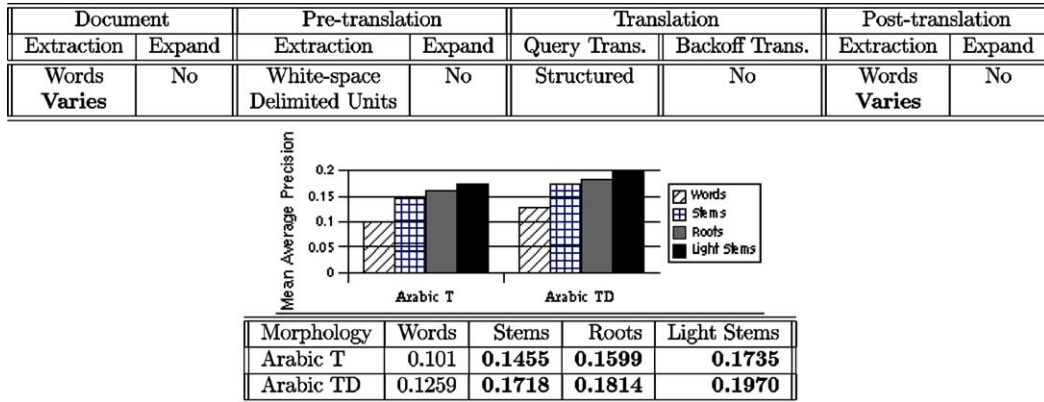 Document Pre-translation Translation Post-translation
Extraction Expand Extraction Expand Query Trans. Backoff Trans. Extraction Expand
Words No White-space No Structured No Words No
Varies Delimited Units Varies
Mean Average Precision
0.2
0.15
0.1
0.05
0
Arabic T Arabic TD
Words
Stems
Roots
Light Stems
Morphology Words Stems Roots Light Stems
Arabic T 0.101 0.1455 0.1599 0.1735
Arabic TD 0.1259 0.1718 0.1814 0.1970